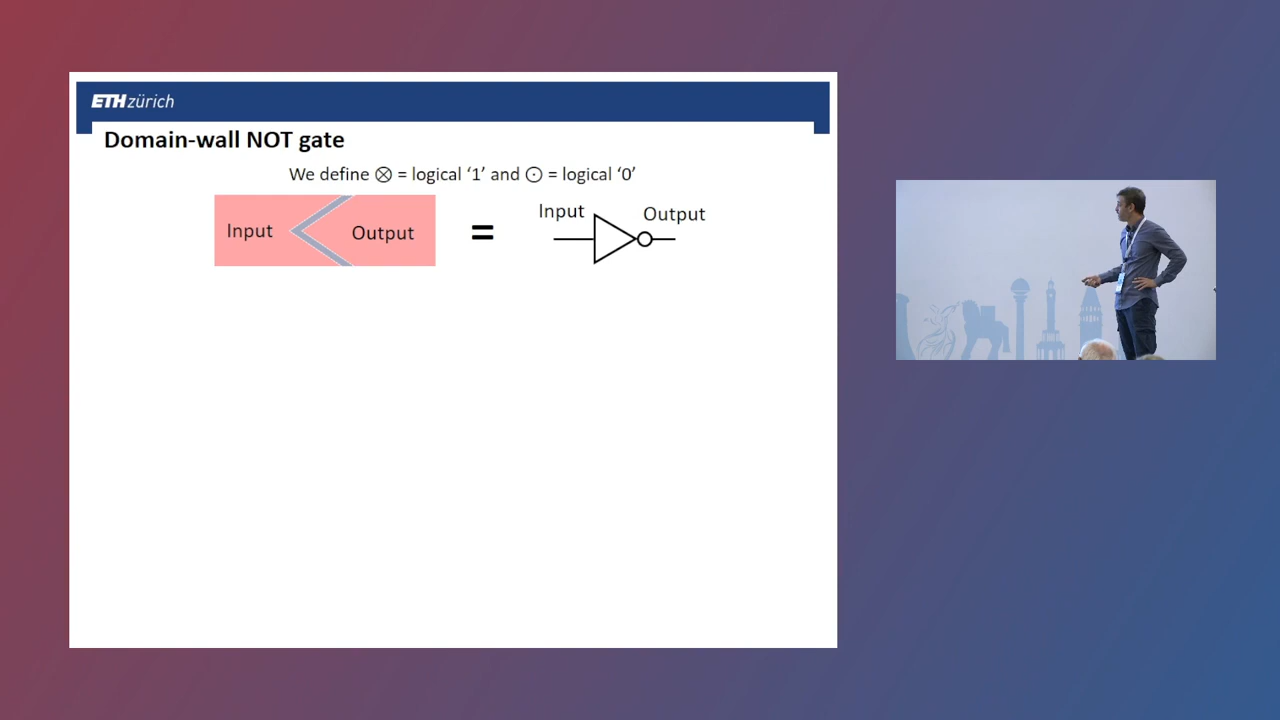 ETH zürich
Domain-wall NOT gate
We define ⊗ = logical ‘1’ and ⊙ = logical ‘0’
Input
Output
=
Input
Output